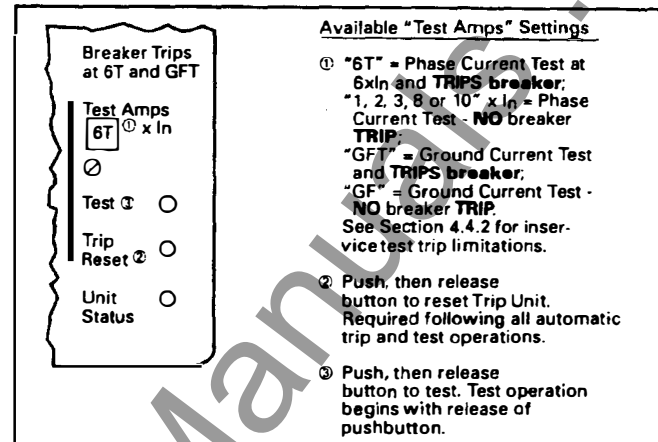 Breaker Trips
at 6T and GFT
Test Amps
6T ① x In
Test ③
Trip
Reset ②
Unit
Status
Available "Test Amps" Settings
① "6T" = Phase Current Test at
6xIn and TRIPS breaker;
"1, 2, 3, 8 or 10" x In = Phase
Current Test - NO breaker
TRIP;
"GFT" = Ground Current Test
and TRIPS breaker;
"GF" = Ground Current Test -
NO breaker TRIP.
See Section 4.4.2 for inser-
vice test trip limitations.
② Push, then release
button to reset Trip Unit.
Required following all automatic
trip and test operations.
③ Push, then release
button to test. Test operation
begins with release of
pushbutton.
Manuals